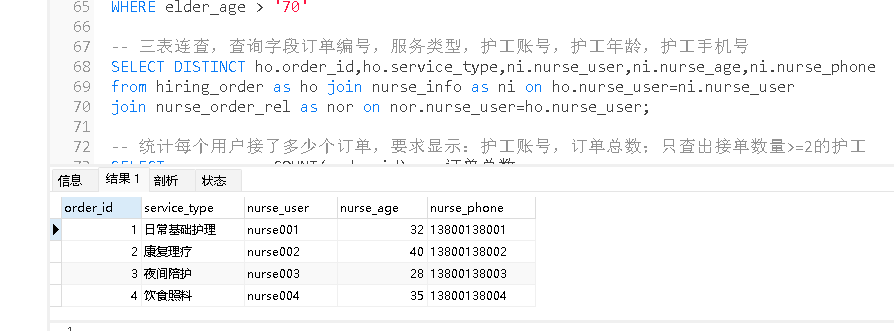 65 WHERE elder_age > '70'
66
67 -- 三表连查，查询字段订单编号，服务类型，护工账号，护工年龄，护工手机号
68 SELECT DISTINCT ho.order_id,ho.service_type,ni.nurse_user,ni.nurse_age,ni.nurse_phone
69 from hiring_order as ho join nurse_info as ni on ho.nurse_user=ni.nurse_user
70 join nurse_order_rel as nor on nor.nurse_user=ho.nurse_user;
71
72 -- 统计每个用户接了多少个订单，要求显示：护工账号，订单总数；只查出接单数量>=2的护工
信息 结果 1 剖析 状态
order_id service_type nurse_user nurse_age nurse_phone
1 日常基础护理 nurse001 32 13800138001
2 康复理疗 nurse002 40 13800138002
3 夜间陪护 nurse003 28 13800138003
4 饮食照料 nurse004 35 13800138004